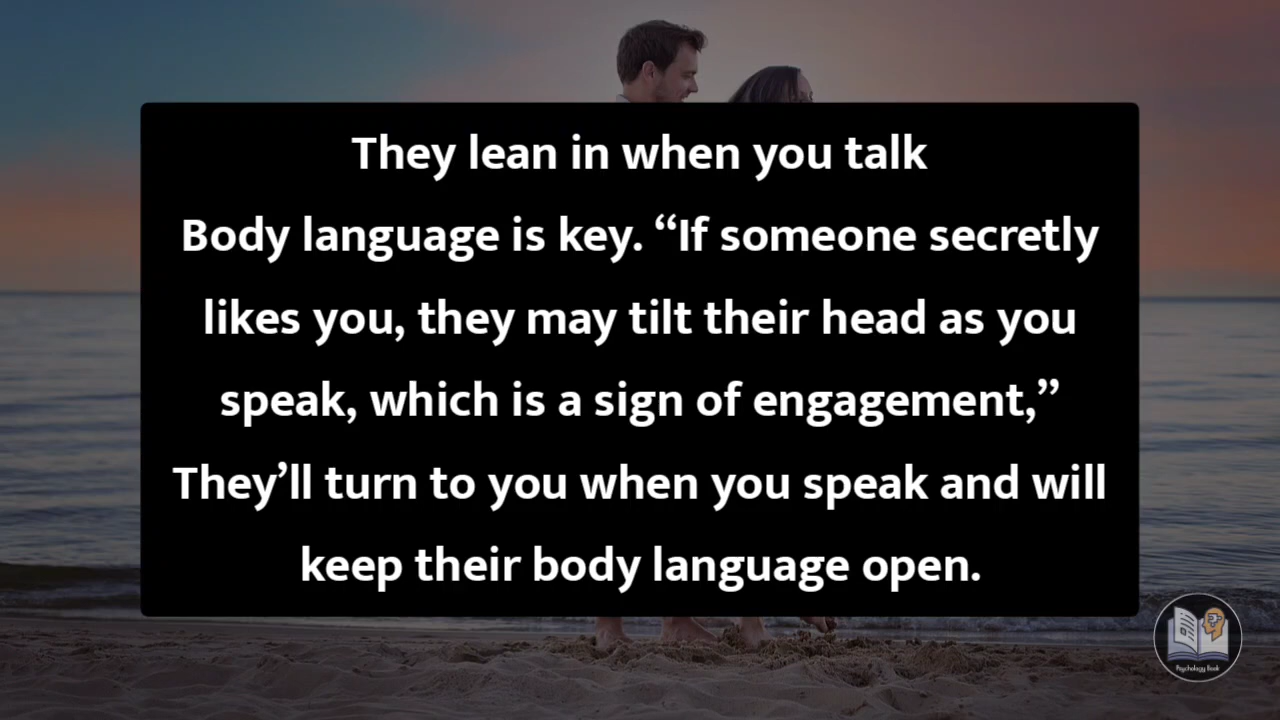 They lean in when you talk
Body language is key. “If someone secretly
likes you, they may tilt their head as you
speak, which is a sign of engagement,”
They’ll turn to you when you speak and will
keep their body language open.
Psychology Book